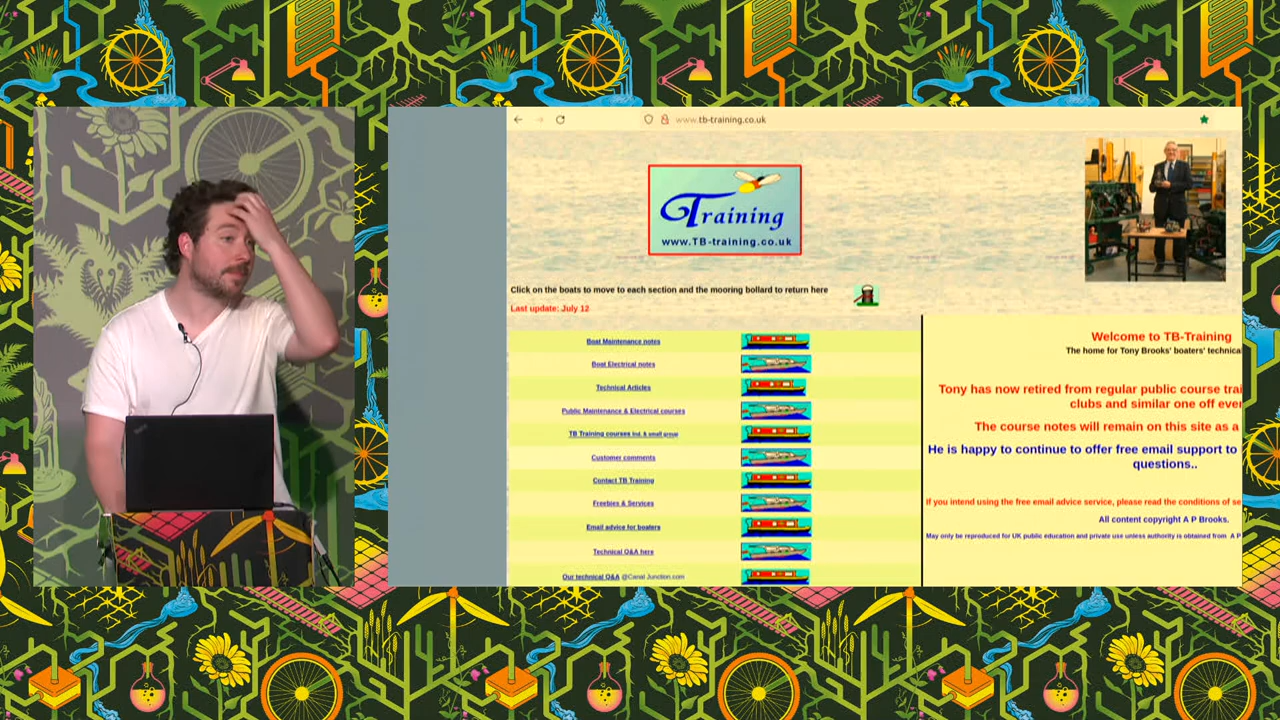 www.tb-training.co.uk
Training
www.TB-training.co.uk
Click on the boats to move to each section and the mooring bollard to return here
Last update: July 12
Boat Maintenance notes
Boat Electrical notes
Technical Articles
Public Maintenance & Electrical courses
TB Training courses ind. & small group
Customer comments
Contact TB Training
Freebies & Services
Email advice for boaters
Technical Q&A here
Our technical Q&A @Canal Junction.com
Welcome to TB-Training
The home for Tony Brooks' boaters' technica
Tony has now retired from regular public course trai
clubs and similar one off ever
The course notes will remain on this site as a
He is happy to continue to offer free email support to
questions..
If you intend using the free email advice service, please read the conditions of se
All content copyright A P Brooks.
May only be reproduced for UK public education and private use unless authority is obtained from A P